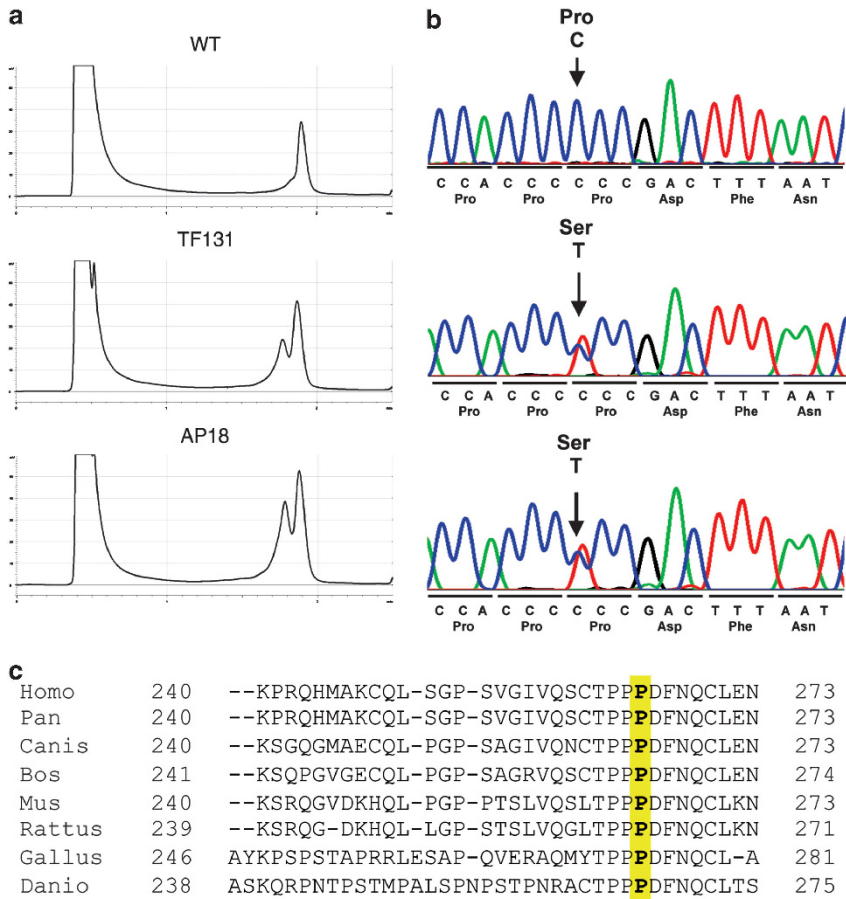 a
WT
TF131
AP18
b
Pro
C
C C A C C C C C C G A C T T T A A T
Pro Pro Pro Asp Phe Asn
Ser
T
C C A C C C C C C G A C T T T A A T
Pro Pro Pro Asp Phe Asn
Ser
T
C C A C C C C C C G A C T T T A A T
Pro Pro Pro Asp Phe Asn
c
Homo 240 --KPRQHMAKCQL-SGP-SVGIVQSCTPPPDFNQCLEN 273
Pan 240 --KPRQHMAKCQL-SGP-SVGIVQSCTPPPDFNQCLEN 273
Canis 240 --KSGQGMAECQL-PGP-SAGIVQNCTPPPDFNQCLEN 273
Bos 241 --KSQPGVGECQL-PGP-SAGRVQSCTPPPDFNQCLEN 274
Mus 240 --KSRQGVDKHQL-PGP-PTSLVQSLTPPPDFNQCLKN 273
Rattus 239 --KSRQG-DKHQL-LGP-STSLVQGLTPPPDFNQCLKN 271
Gallus 246 AYKPSPSTAPRRLESAP-QVERAQMYTPPPDFNQCL-A 281
Danio 238 ASKQRPNTPSTMPALSPNPSTPNRACTPPPDFNQCLTS 275